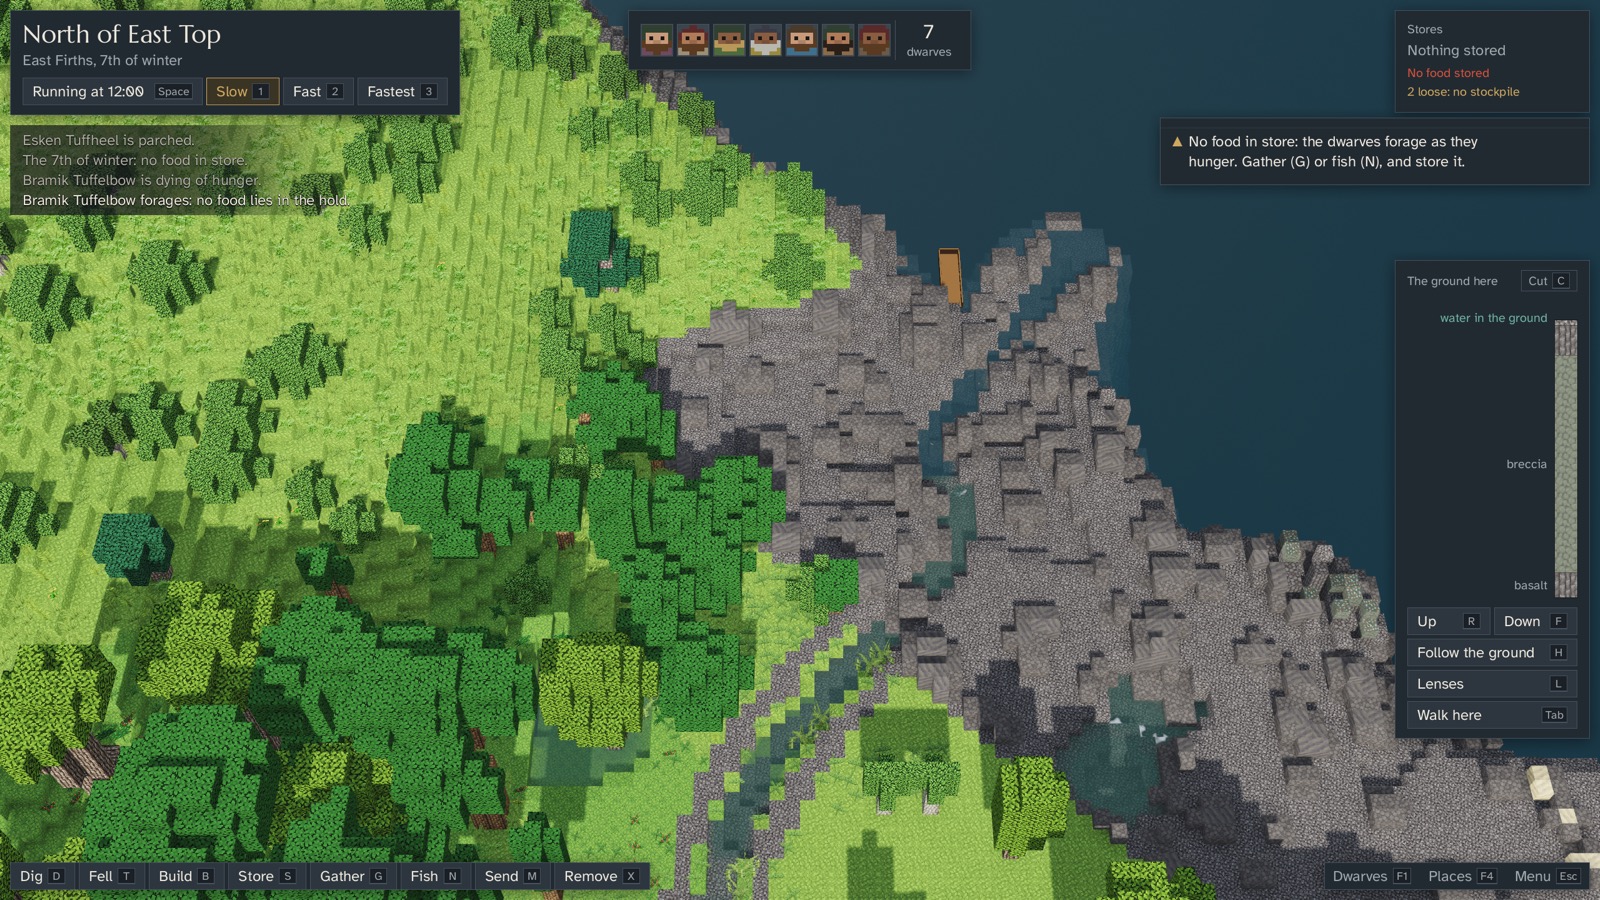 North of East Top
East Firths, 7th of winter
Running at 12:00 Space
Slow 1
Fast 2
Fastest 3
Esken Tuffheel is parched.
The 7th of winter: no food in store.
Bramik Tuffelbow is dying of hunger.
Bramik Tuffelbow forages: no food lies in the hold.
7
dwarves
Stores
Nothing stored
No food stored
2 loose: no stockpile
No food in store: the dwarves forage as they
hunger. Gather (G) or fish (N), and store it.
The ground here
Cut C
water in the ground
breccia
basalt
Up R
Down F
Follow the ground H
Lenses L
Walk here Tab
Dig D
Fell T
Build B
Store S
Gather G
Fish N
Send M
Remove X
Dwarves F1
Places F4
Menu Esc